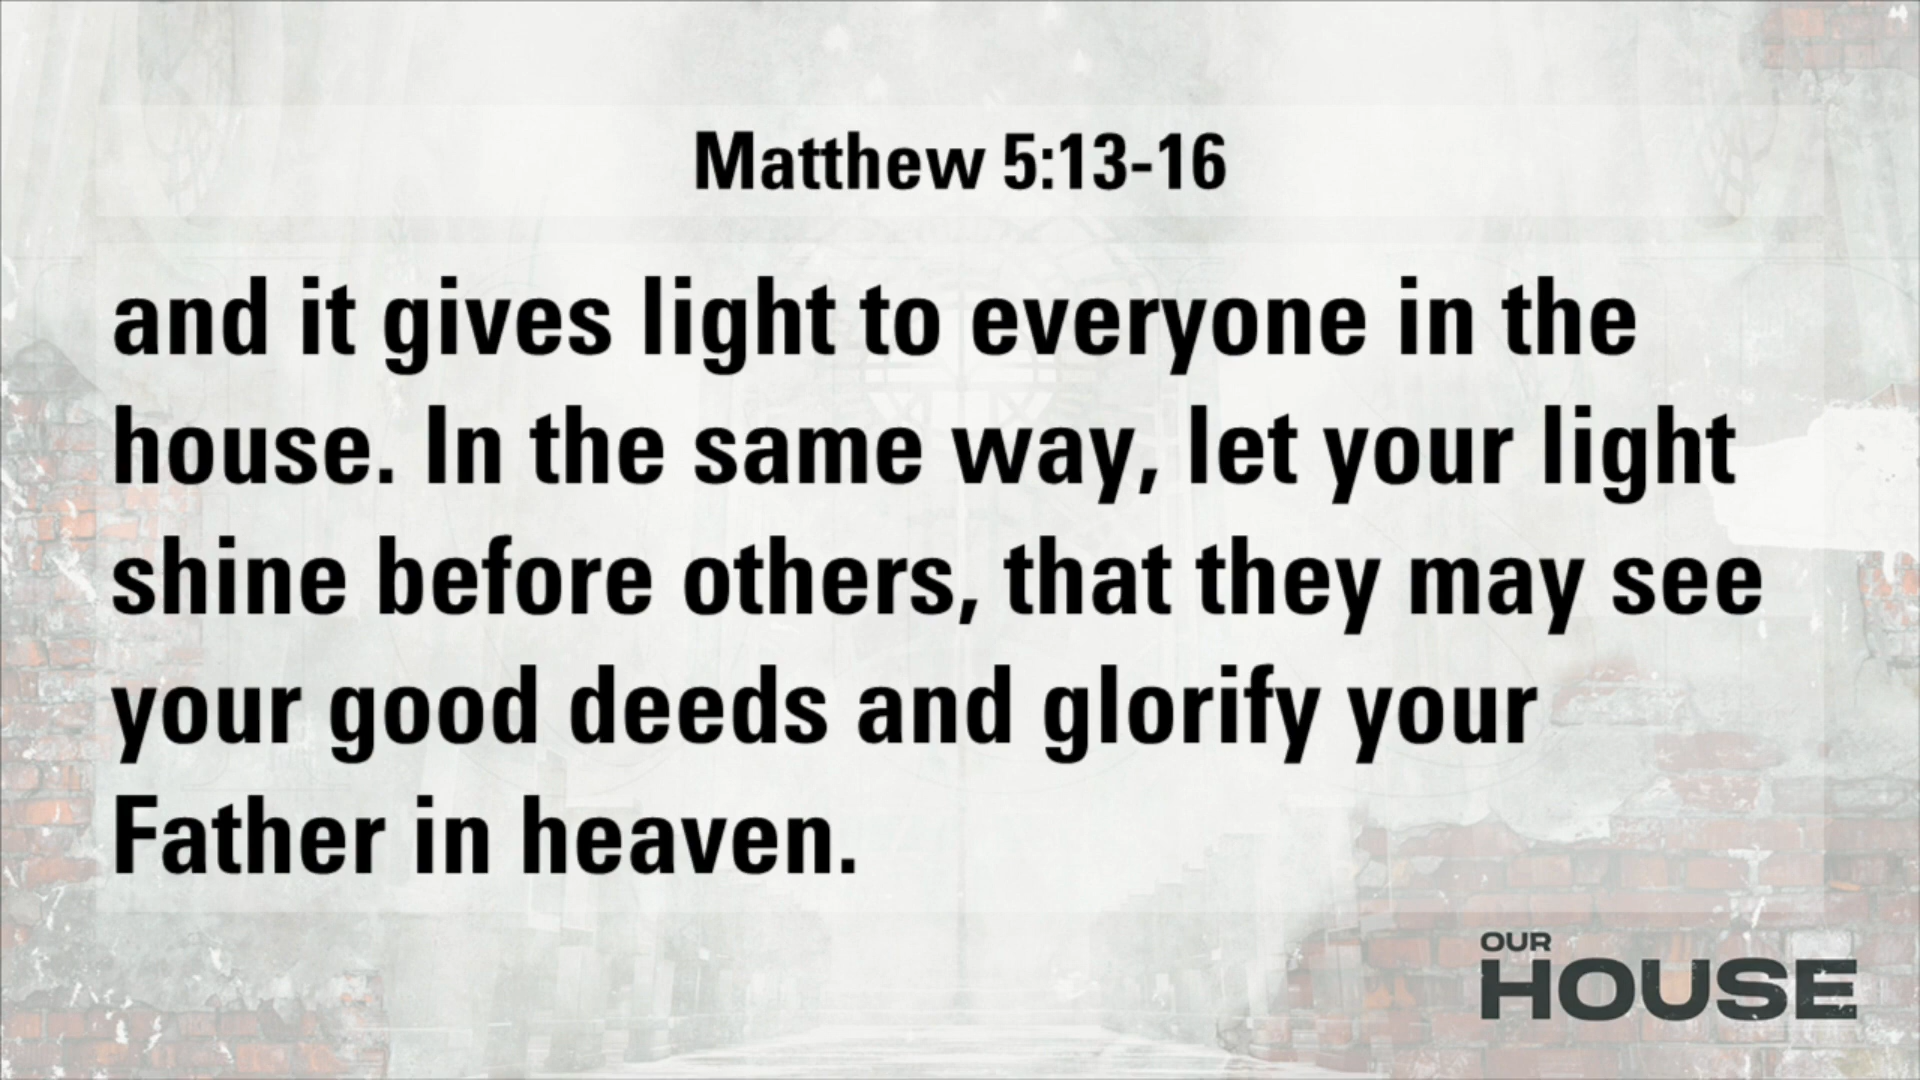 Matthew 5:13-16
and it gives light to everyone in the
house. In the same way, let your light
shine before others, that they may see
your good deeds and glorify your
Father in heaven.
OUR
HOUSE